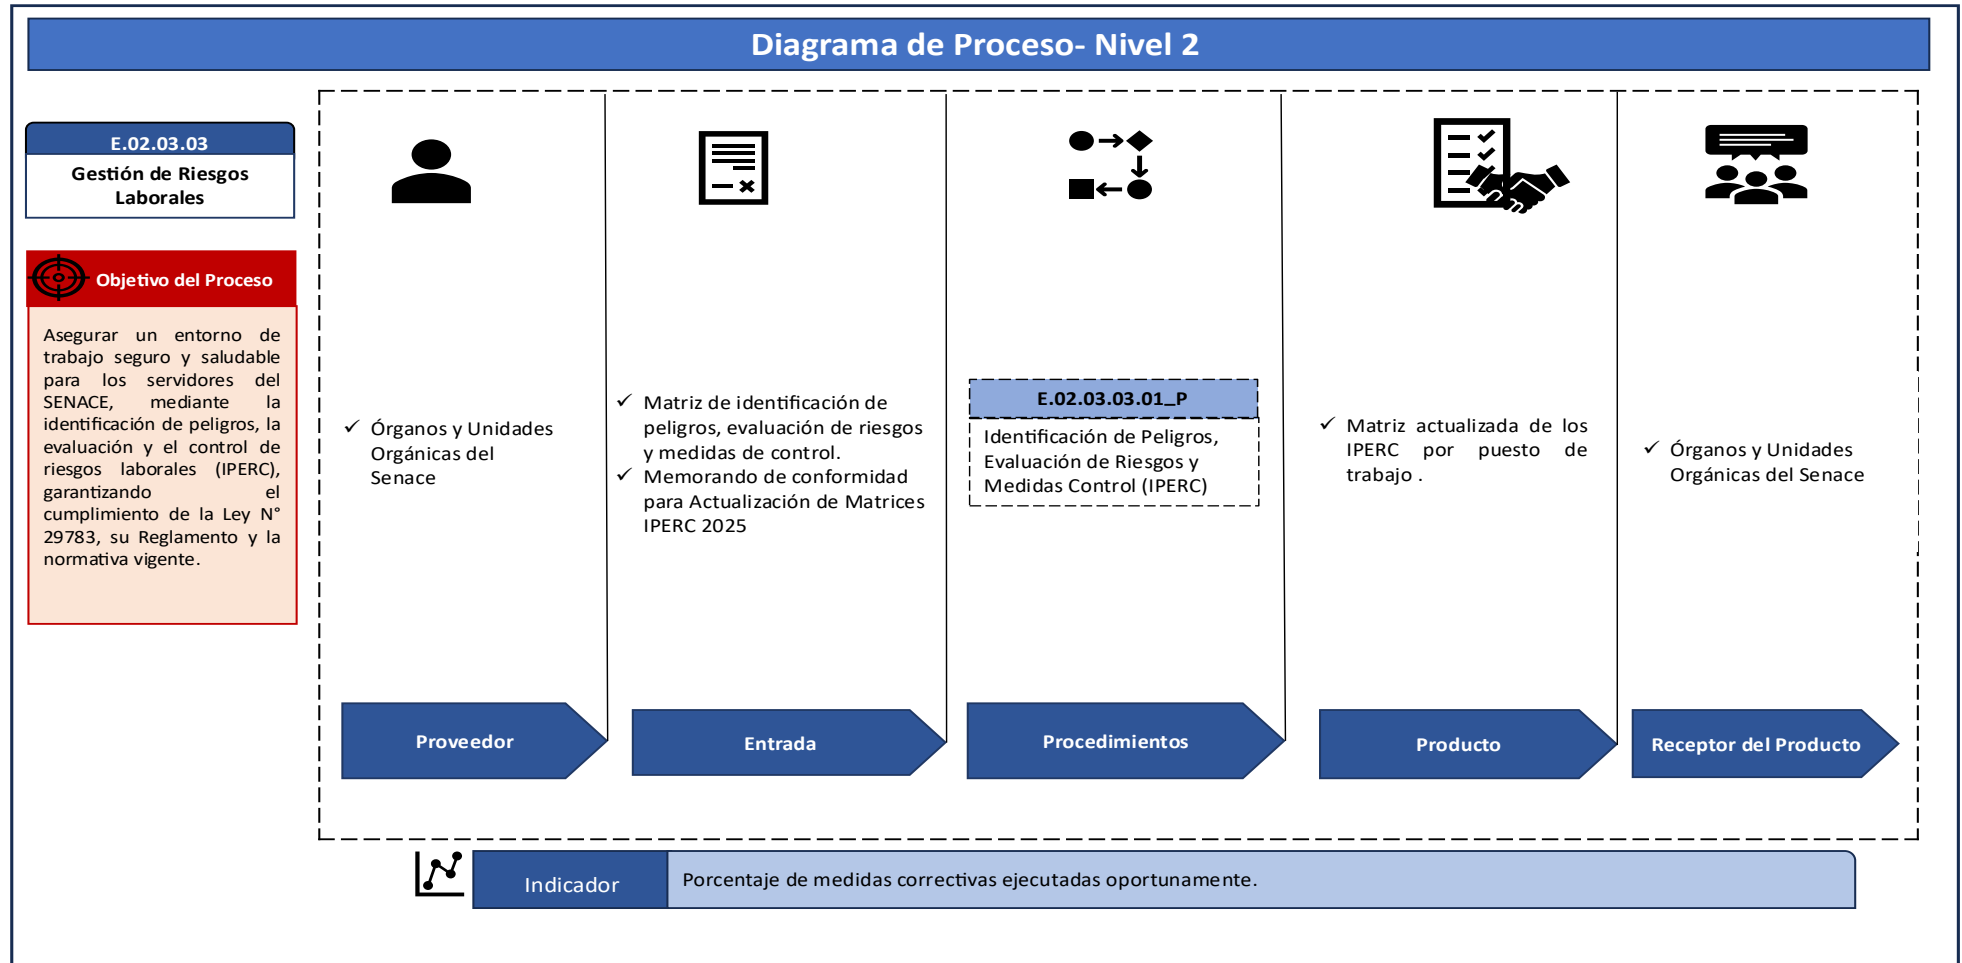 Diagrama de Proceso- Nivel 2
E.02.03.03
Gestión de Riesgos
Laborales
Objetivo del Proceso
Asegurar un entorno de
trabajo seguro y saludable
para los servidores del
SENACE, mediante la
identificación de peligros, la
evaluación y el control de
riesgos laborales (IPERC),
garantizando el
cumplimiento de la Ley N°
29783, su Reglamento y la
normativa vigente.
✓ Órganos y Unidades
Orgánicas del
Senace
✓ Matriz de identificación de
peligros, evaluación de riesgos
y medidas de control.
✓ Memorando de conformidad
para Actualización de Matrices
IPERC 2025
E.02.03.03.01_P
Identificación de Peligros,
Evaluación de Riesgos y
Medidas Control (IPERC)
✓ Matriz actualizada de los
IPERC por puesto de
trabajo .
✓ Órganos y Unidades
Orgánicas del Senace
Proveedor
Entrada
Procedimientos
Producto
Receptor del Producto
Indicador
Porcentaje de medidas correctivas ejecutadas oportunamente.